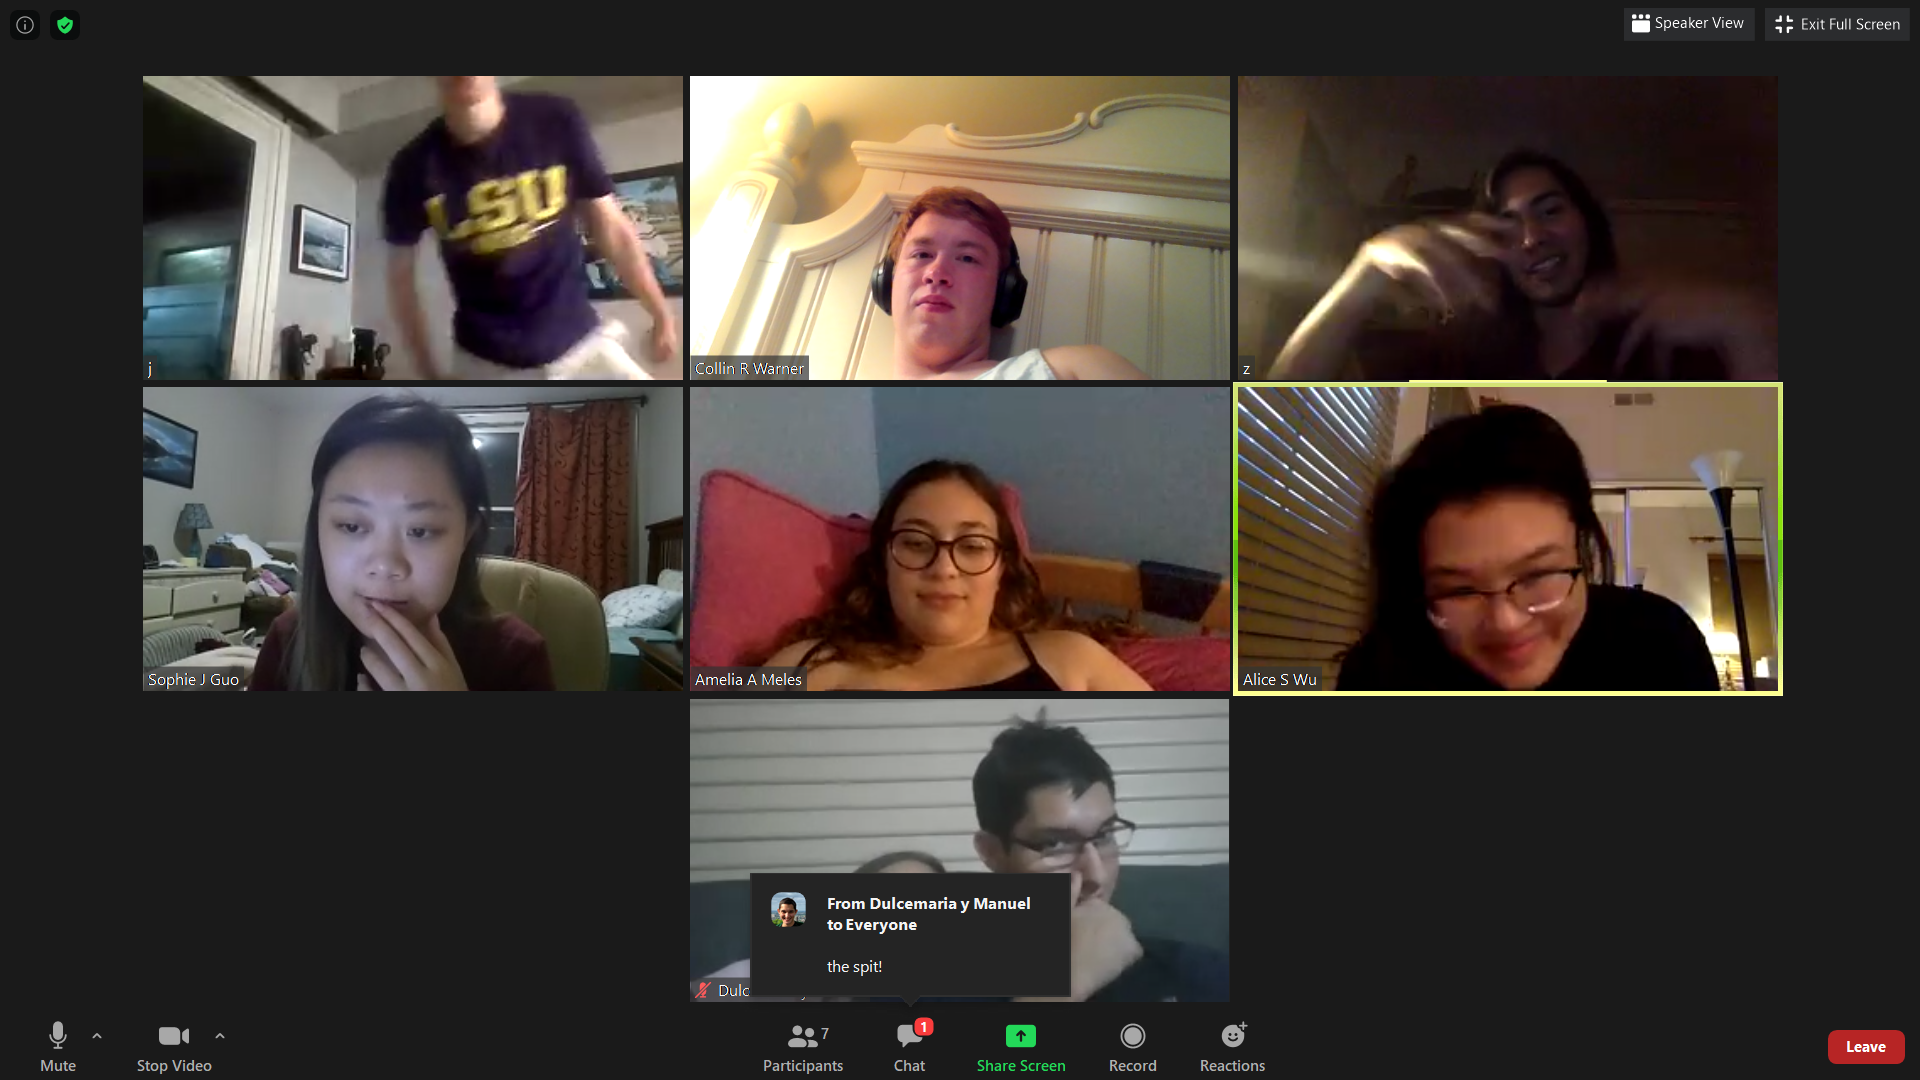 Speaker View
Exit Full Screen
LSU
j
Collin R Warner
z
Sophie J Guo
Amelia A Meles
Alice S Wu
From Dulcemaria y Manuel
to Everyone
the spit!
Dulc
Mute
Stop Video
7
Participants
1
Chat
Share Screen
Record
Reactions
Leave